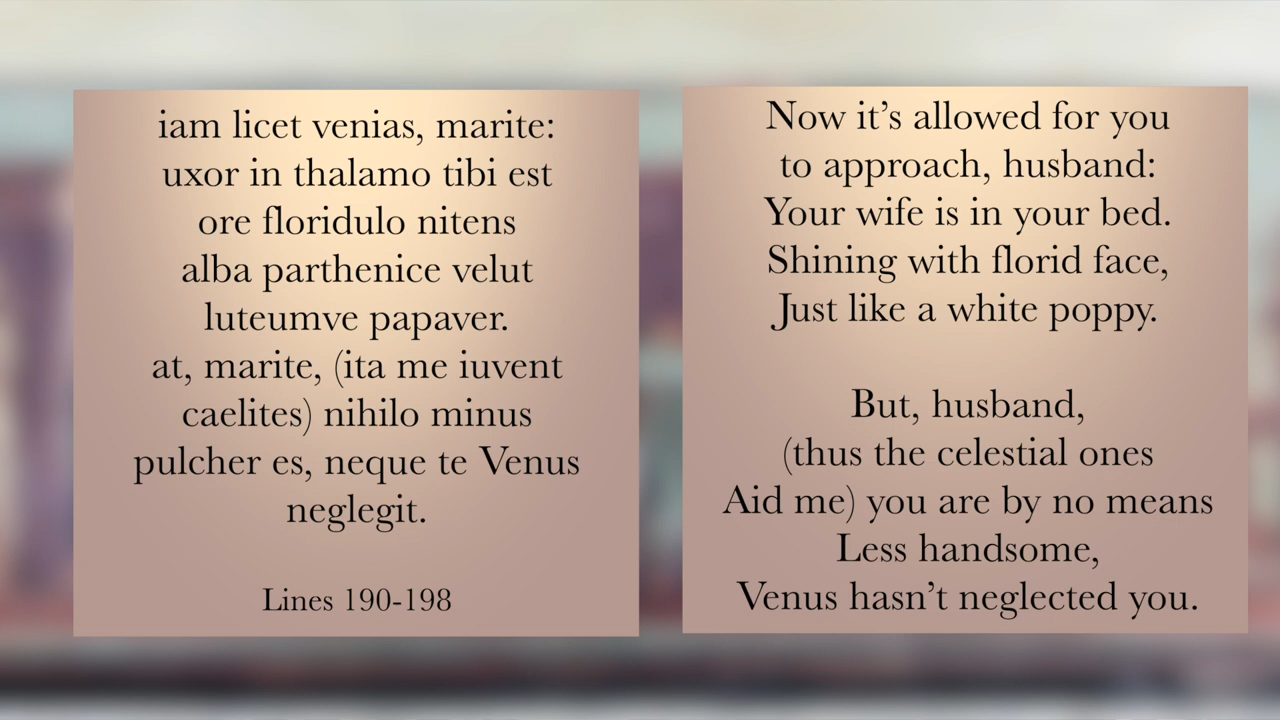 iam licet venias, marite:
uxor in thalamo tibi est
ore floridulo nitens
alba parthenice velut
luteumve papaver.
at, marite, (ita me iuvent
caelites) nihilo minus
pulcher es, neque te Venus
neglegit.
Lines 190-198
Now it's allowed for you
to approach, husband:
Your wife is in your bed.
Shining with florid face,
Just like a white poppy.
But, husband,
(thus the celestial ones
Aid me) you are by no means
Less handsome,
Venus hasn't neglected you.